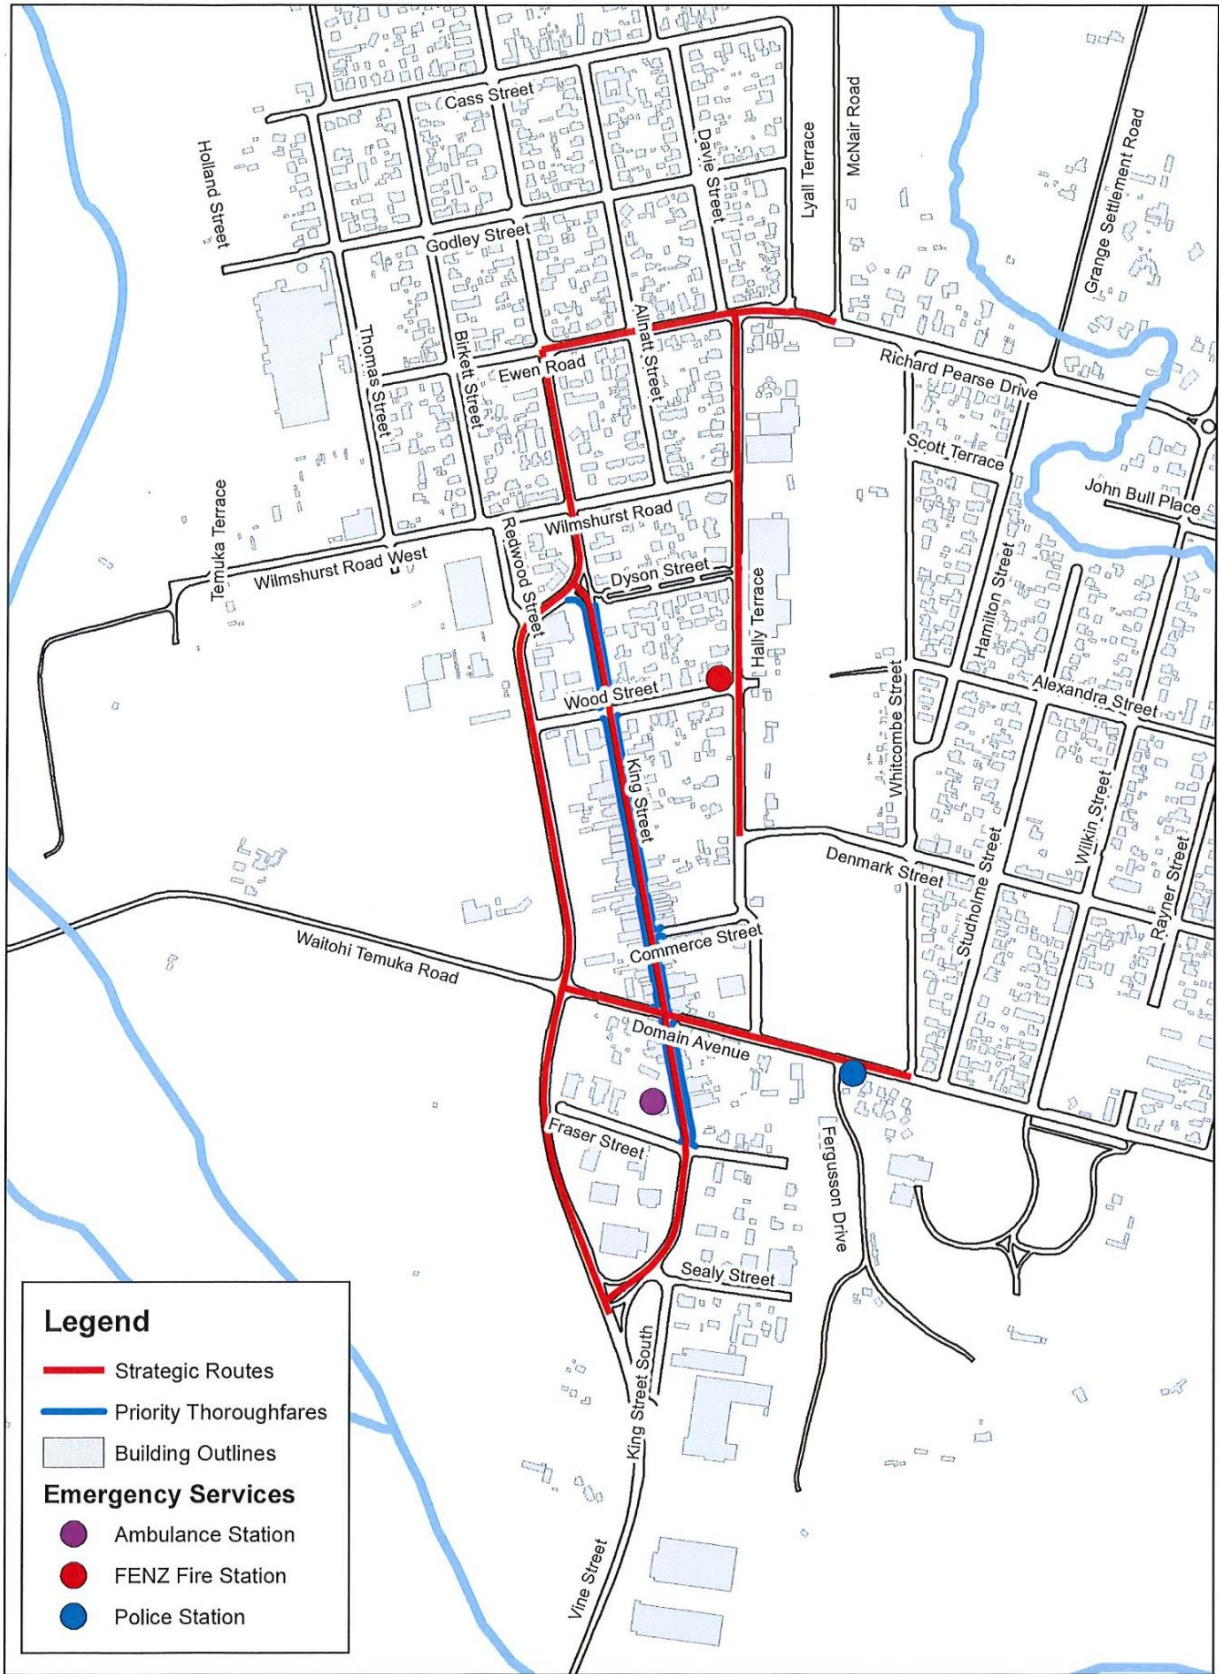 Cass Street
Holland Street
Davie Street
Lyall Terrace
McNair Road
Grange Settlement Road
Godley Street
Thomas Street
Birkett Street
Allnatt Street
Ewen Road
Richard Pearse Drive
Scott Terrace
John Bull Place
Temuka Terrace
Redwood Street
Wilmshurst Road
Wilmshurst Road West
Dyson Street
Hally Terrace
Hamilton Street
Wood Street
Whitcombe Street
Alexandra Street
King Street
Denmark Street
Studholme Street
Wilkin Street
Rayner Street
Waitohi Temuka Road
Commerce Street
Domain Avenue
Fraser Street
Fergusson Drive
Sealy Street
King Street South
Vine Street
Legend
Strategic Routes
Priority Thoroughfares
Building Outlines
Emergency Services
Ambulance Station
FENZ Fire Station
Police Station